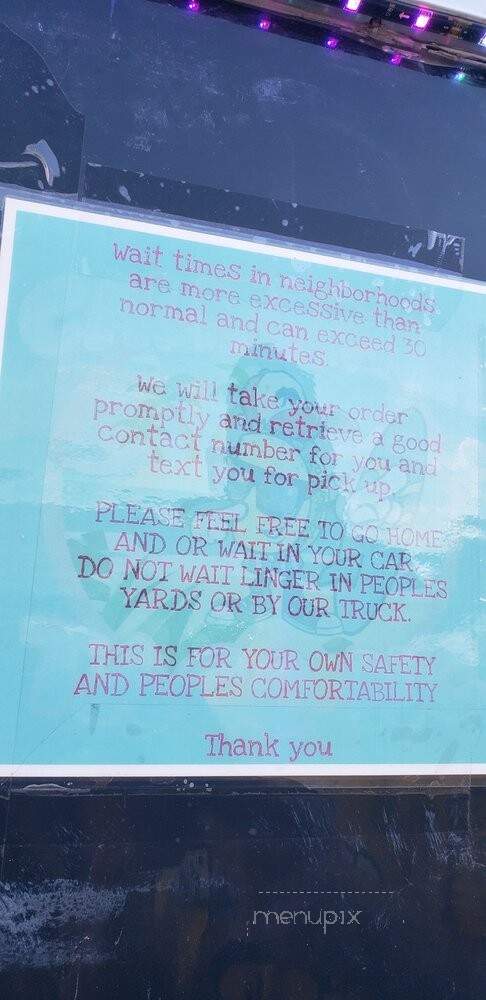 Wait times in neighborhoods
are more excessive than
normal and can exceed 30
minutes.
We will take your order
promptly and retrieve a good
contact number for you and
text you for pick up.
PLEASE FEEL FREE TO GO HOME
AND OR WAIT IN YOUR CAR.
DO NOT WAIT LINGER IN PEOPLES
YARDS OR BY OUR TRUCK.
THIS IS FOR YOUR OWN SAFETY
AND PEOPLES COMFORTABILITY
Thank you
menupix